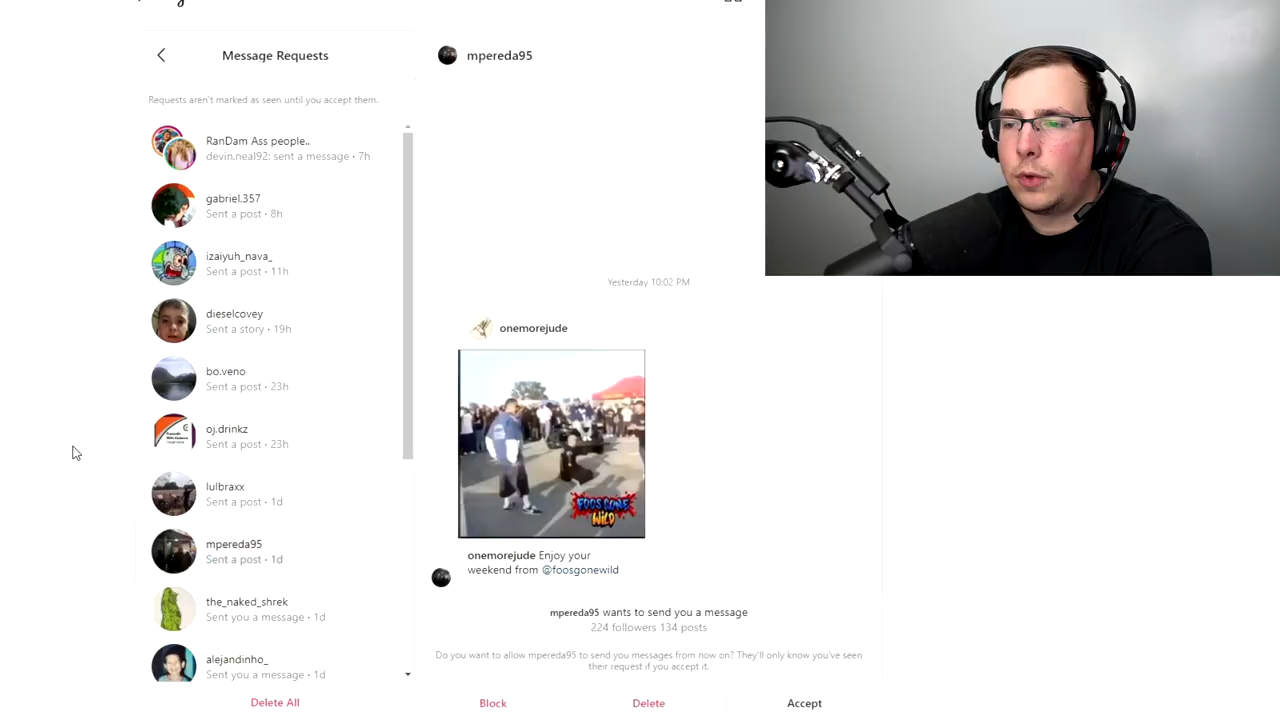 Message Requests
Requests aren't marked as seen until you accept them.
RanDam Ass people..
devin.neal92: sent a message · 7h
gabriel.357
Sent a post · 8h
izaiyuh_nava_
Sent a post · 11h
dieselcovey
Sent a story · 19h
bo.veno
Sent a post · 23h
oj.drinkz
Sent a post · 23h
lulbraxx
Sent a post · 1d
mpereda95
Sent a post · 1d
the_naked_shrek
Sent you a message · 1d
alejandinho_
Sent you a message · 1d
Delete All
mpereda95
Yesterday 10:02 PM
onemorejude
FOOS GONE
WILD
onemorejude Enjoy your
weekend from @foosgonewild
mpereda95 wants to send you a message
224 followers 134 posts
Do you want to allow mpereda95 to send you messages from now on? They'll only know you've seen
their request if you accept it.
Block
Delete
Accept